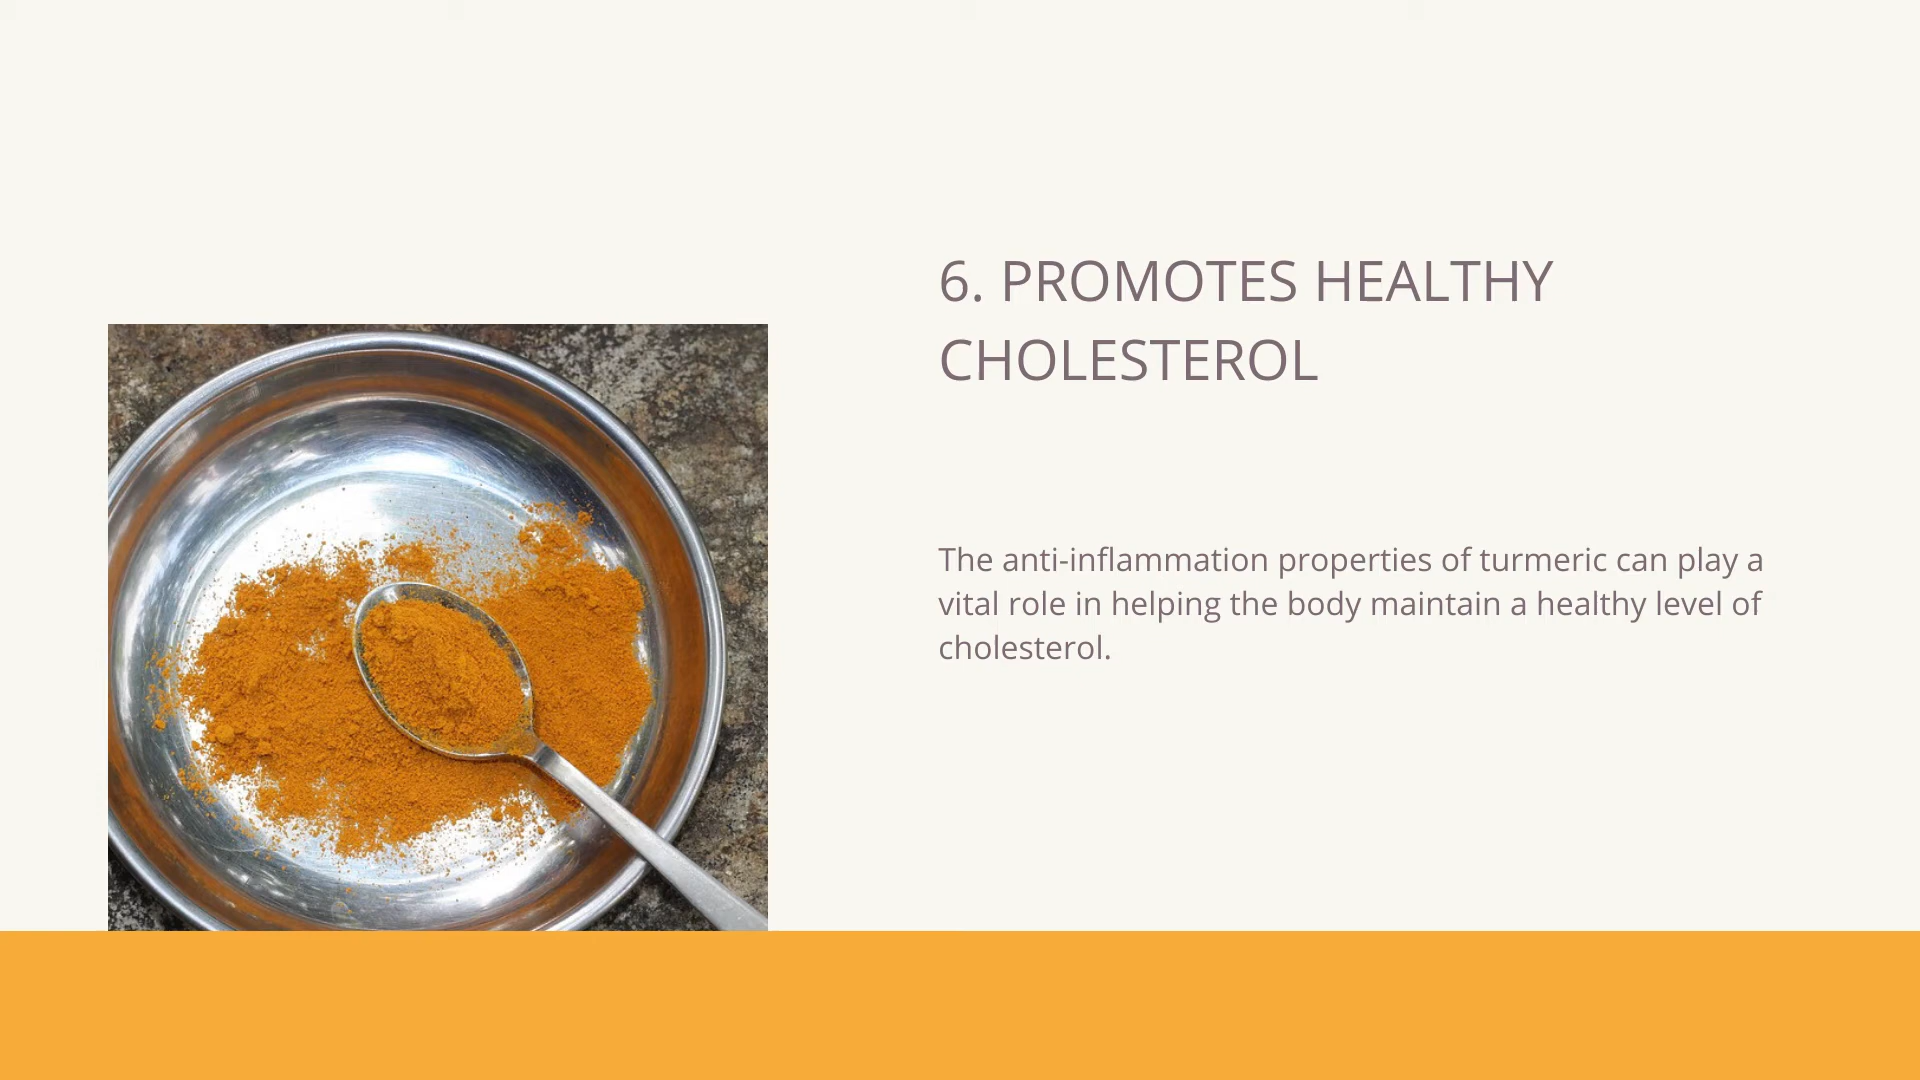 6. PROMOTES HEALTHY
CHOLESTEROL
The anti-inflammation properties of turmeric can play a
vital role in helping the body maintain a healthy level of
cholesterol.